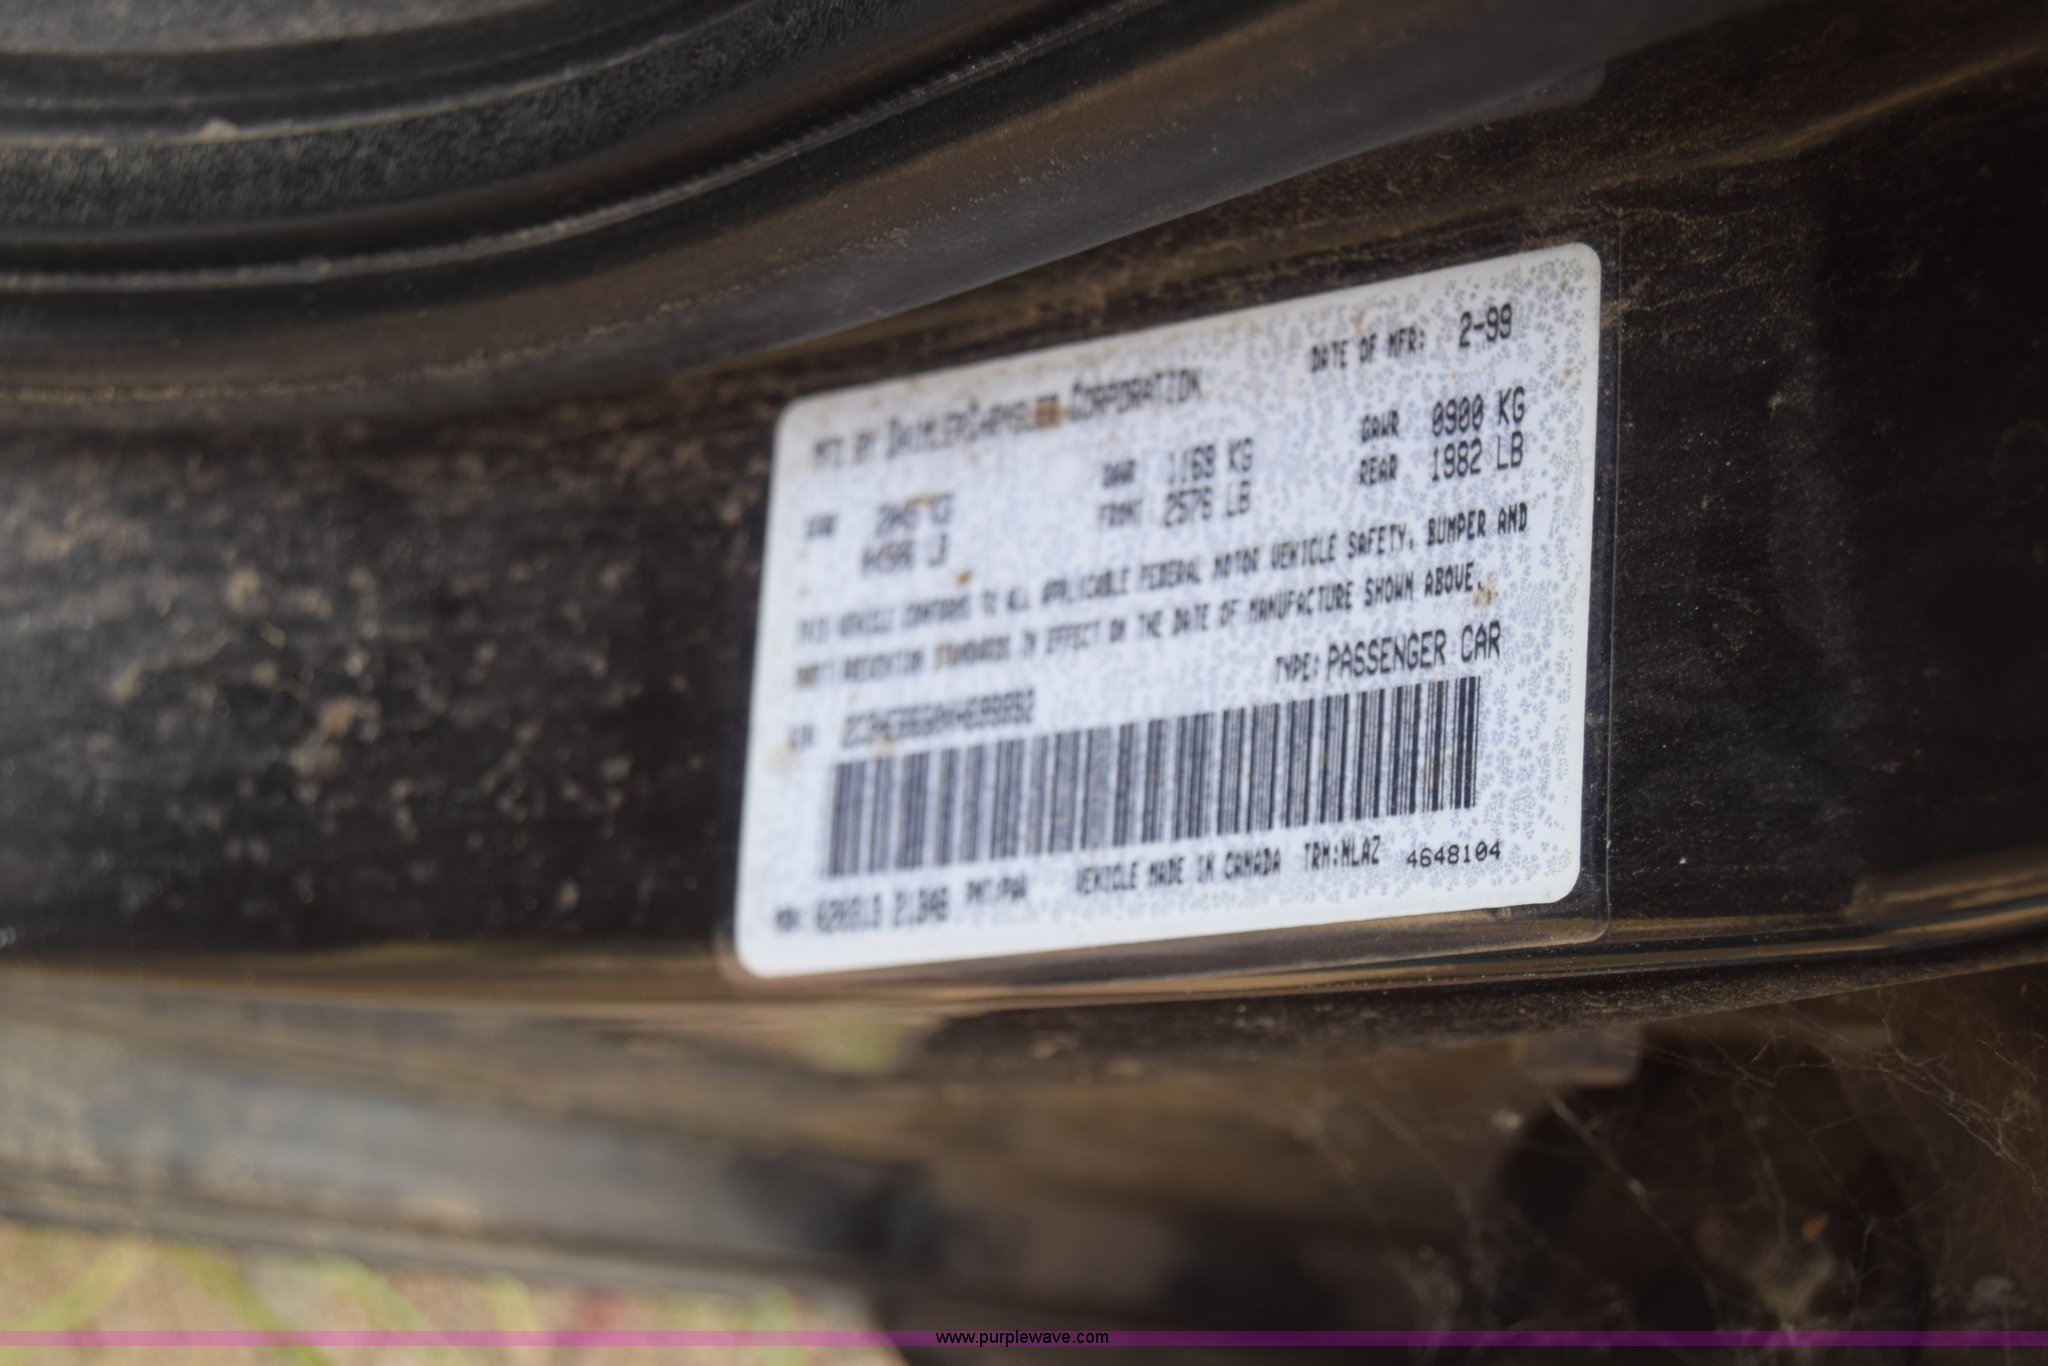 MFD BY DAIMLERCHRYSLER CORPORATION DATE OF MFR: 2-99
1169 KG GAWR 0900 KG
FRONT 2576 LB REAR 1982 LB
THIS VEHICLE CONFORMS TO ALL APPLICABLE FEDERAL MOTOR VEHICLE SAFETY, BUMPER AND
THEFT PREVENTION STANDARDS IN EFFECT ON THE DATE OF MANUFACTURE SHOWN ABOVE.
TYPE: PASSENGER CAR
VEHICLE MADE IN CANADA TRM:MLAZ 4648104
www.purplewave.com